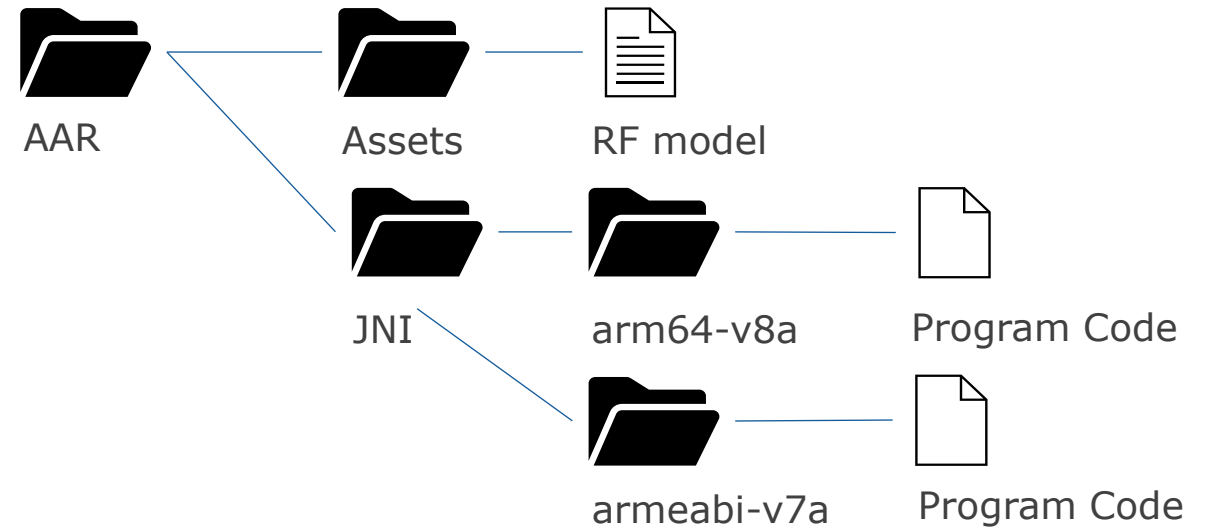 AAR
Assets
RF model
JNI
arm64-v8a
Program Code
armeabi-v7a
Program Code